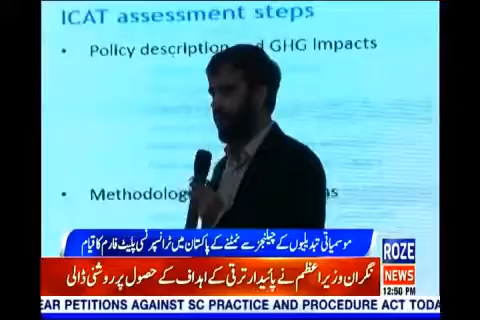 ICAT assessment steps
• Policy description and GHG Impacts
• Methodolog
موسمیاتی تبدیلیوں کے چیلنجز سے نمٹنے کے پاکستان میں ٹرانسپرنسی پلیٹ فارم کا قیام
نگران وزیراعظم نے پائیدار ترقی کے اہداف کے حصول پر روشنی ڈالی
ROZE
NEWS
12:50 PM
EAR PETITIONS AGAINST SC PRACTICE AND PROCEDURE ACT TODA